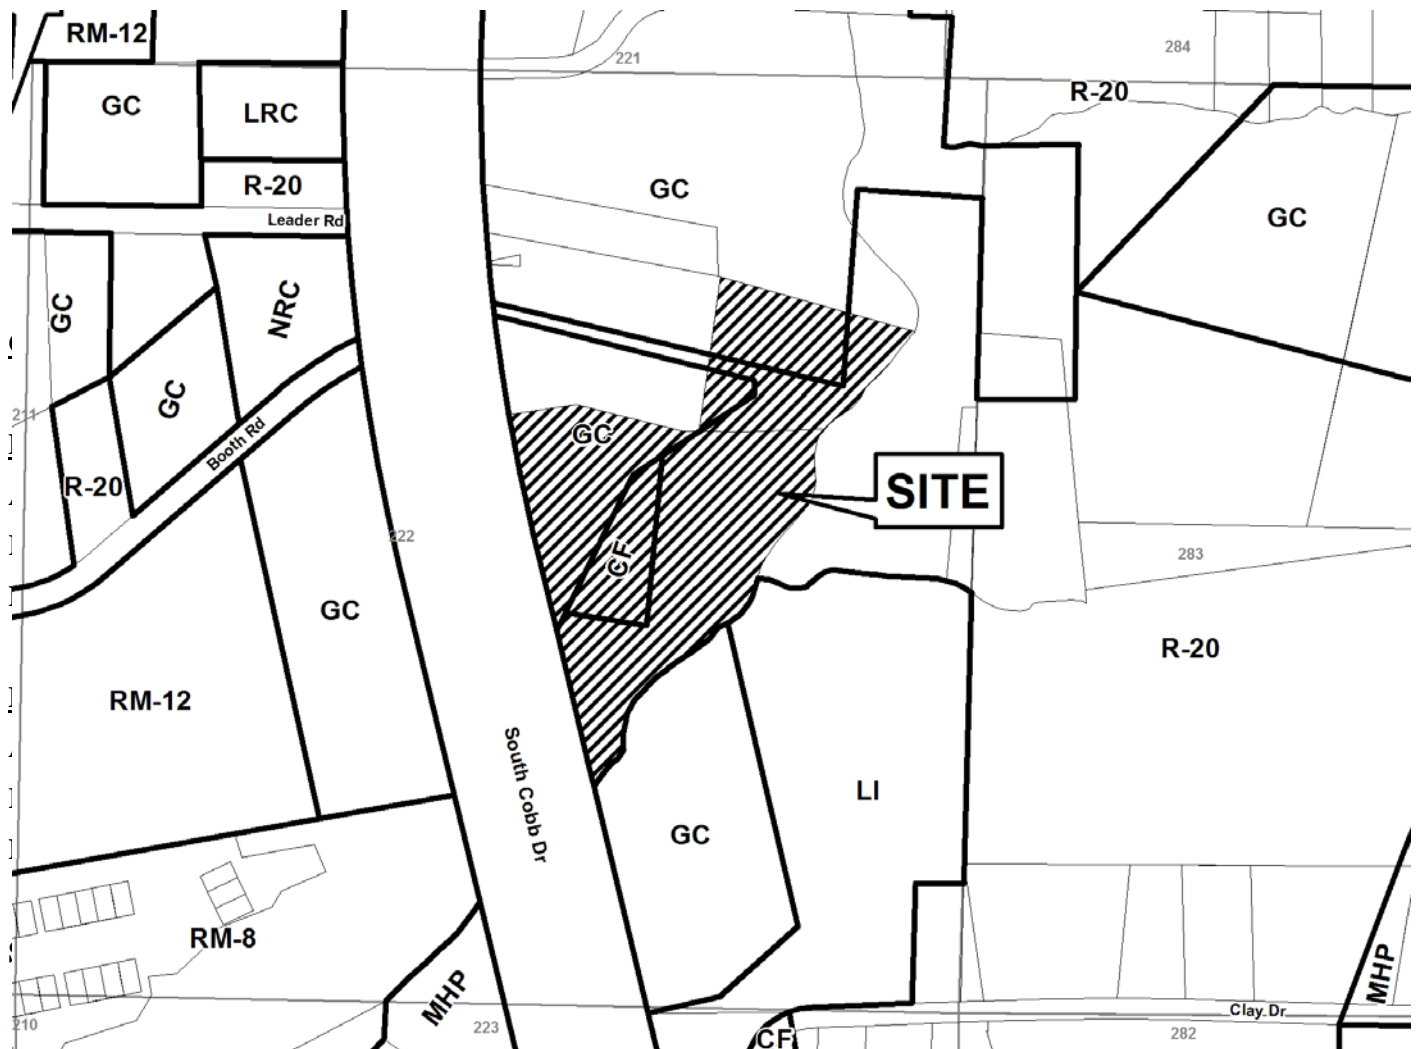 RM-12
221
284
GC
LRC
R-20
R-20
GC
GC
Leader Rd
GC
NRC
GC
211
GC
Booth Rd
R-20
SITE
222
CF
283
GC
R-20
RM-12
South Cobb Dr
LI
GC
RM-8
MHP
MHP
210
223
Clay Dr
CF
282